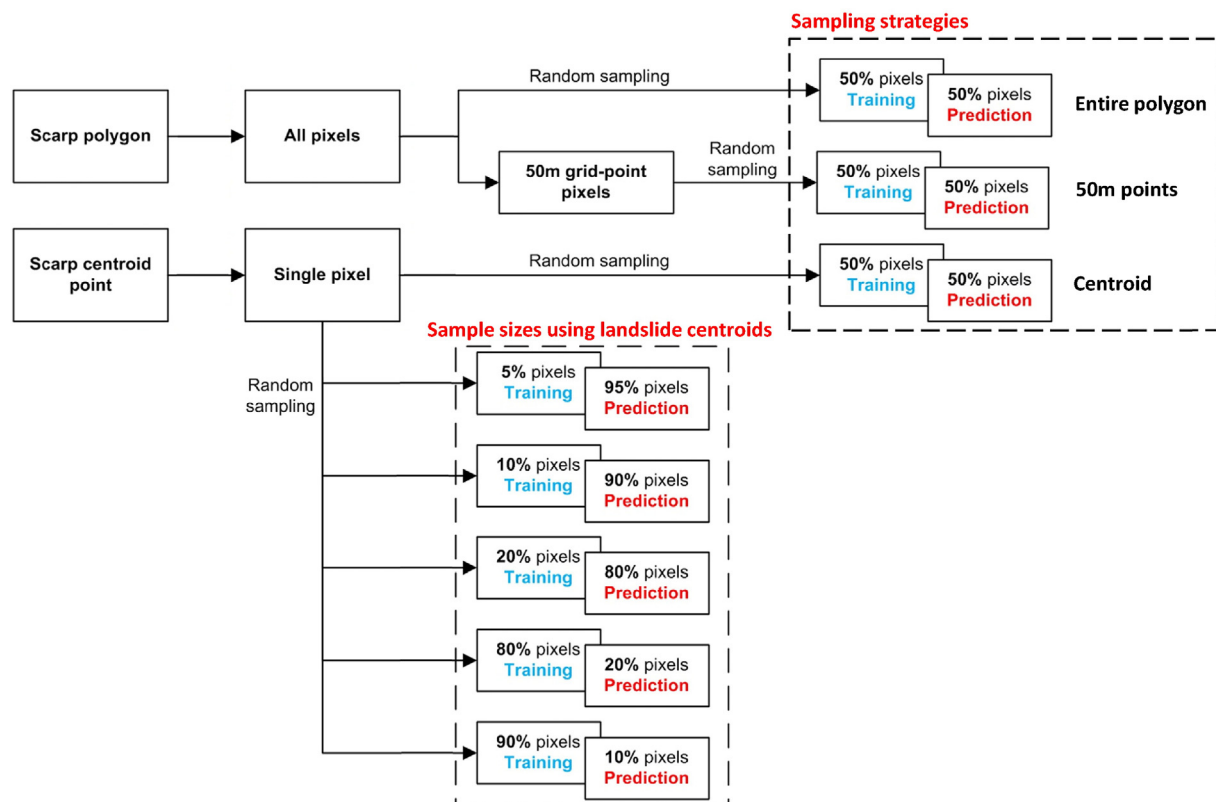 Sampling strategies
Random sampling
50% pixels
Training
50% pixels
Prediction
Entire polygon
Scarp polygon
All pixels
50m grid-point
pixels
Random
sampling
50% pixels
Training
50% pixels
Prediction
50m points
Scarp centroid
point
Single pixel
Random sampling
50% pixels
Training
50% pixels
Prediction
Centroid
Sample sizes using landslide centroids
Random
sampling
5% pixels
Training
95% pixels
Prediction
10% pixels
Training
90% pixels
Prediction
20% pixels
Training
80% pixels
Prediction
80% pixels
Training
20% pixels
Prediction
90% pixels
Training
10% pixels
Prediction